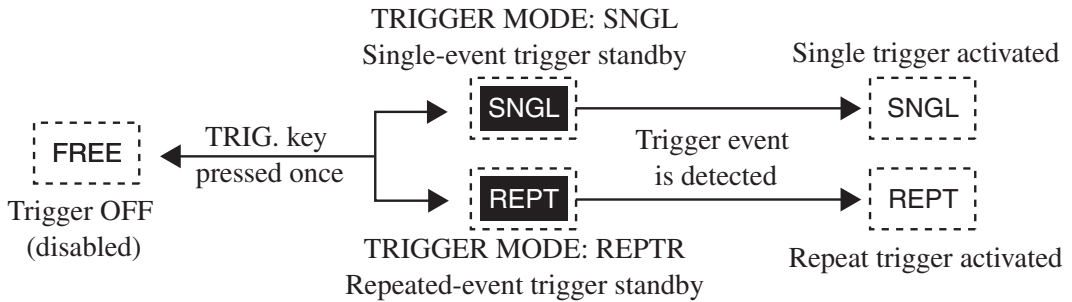 TRIGGER MODE: SNGL
Single-event trigger standby
SNGL
Single trigger activated
SNGL
FREE
Trigger OFF
(disabled)
TRIG. key
pressed once
Trigger event
is detected
REPT
TRIGGER MODE: REPTR
Repeated-event trigger standby
REPT
Repeat trigger activated